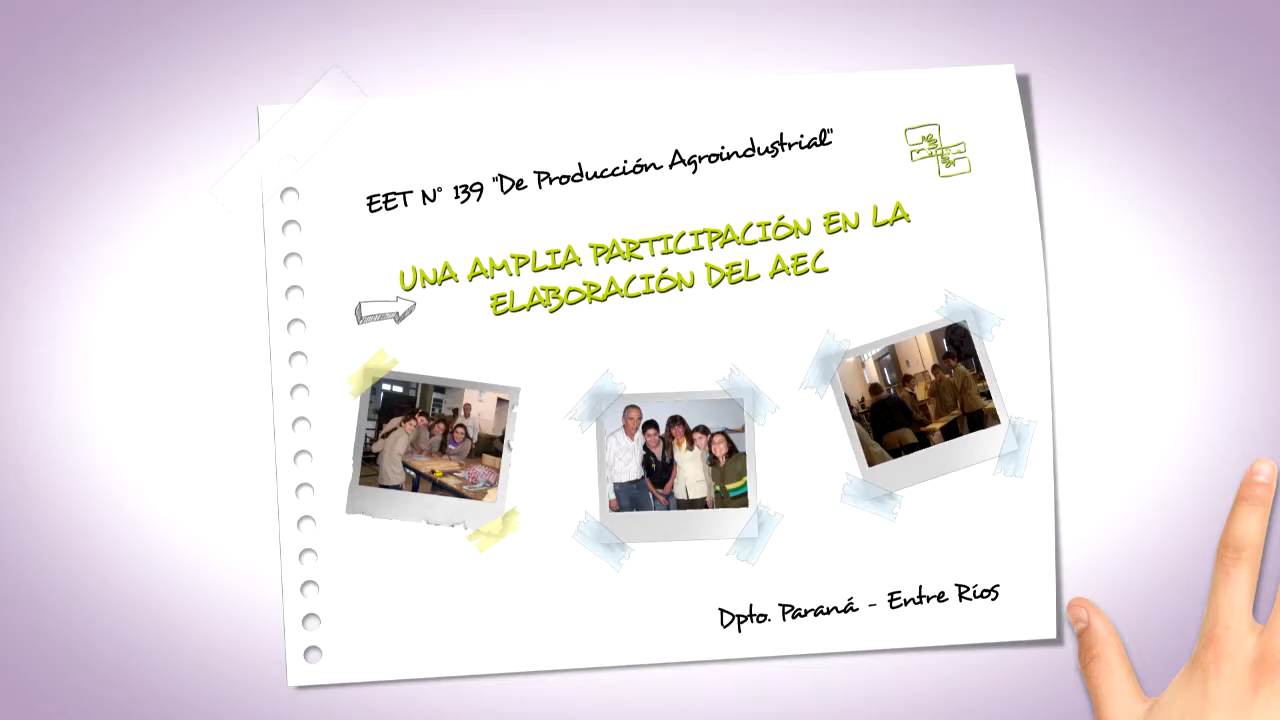 EET N° 139 "De Producción Agroindustrial"
UNA AMPLIA PARTICIPACIÓN EN LA
ELABORACIÓN DEL AEC
Dpto. Paraná - Entre Ríos